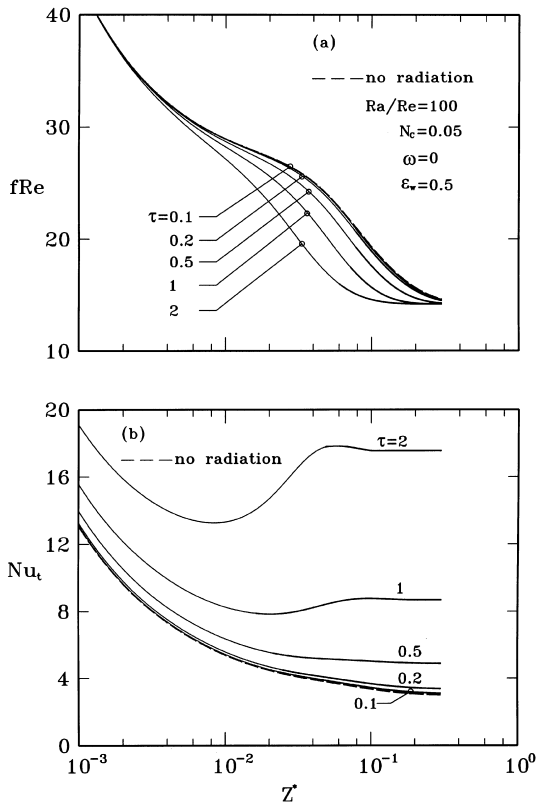 40
(a)
no radiation
Ra/Re=100
30
N_c=0.05
ω=0
fRe
ε_w=0.5
τ=0.1
0.2
20
0.5
1
2
10
20
(b)
τ=2
no radiation
16
12
Nu_t
8
1
0.5
4
0.2
0.1
0
10^-3
10^-2
10^-1
10^0
Z*